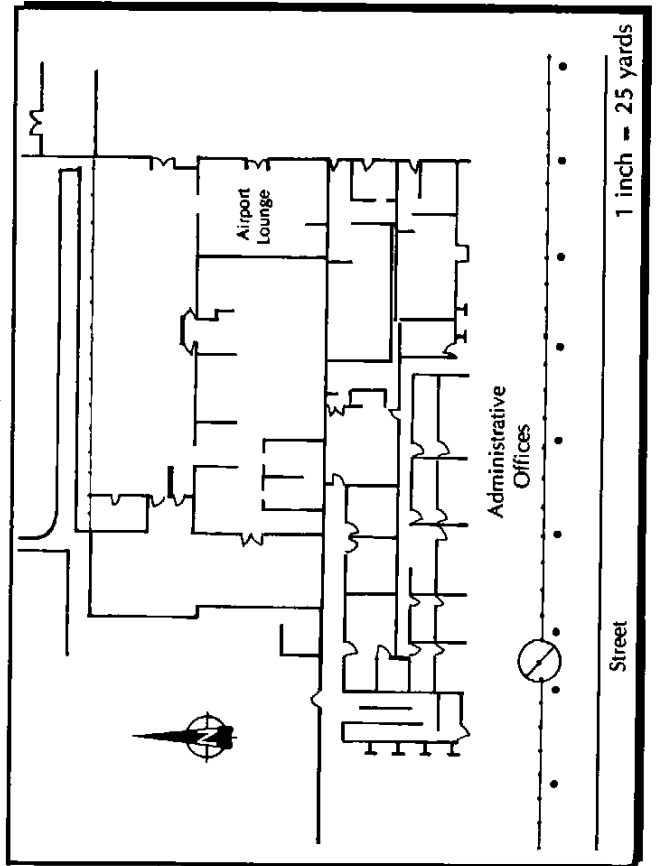 Airport
Lounge
Administrative
Offices
N
Street
1 inch = 25 yards